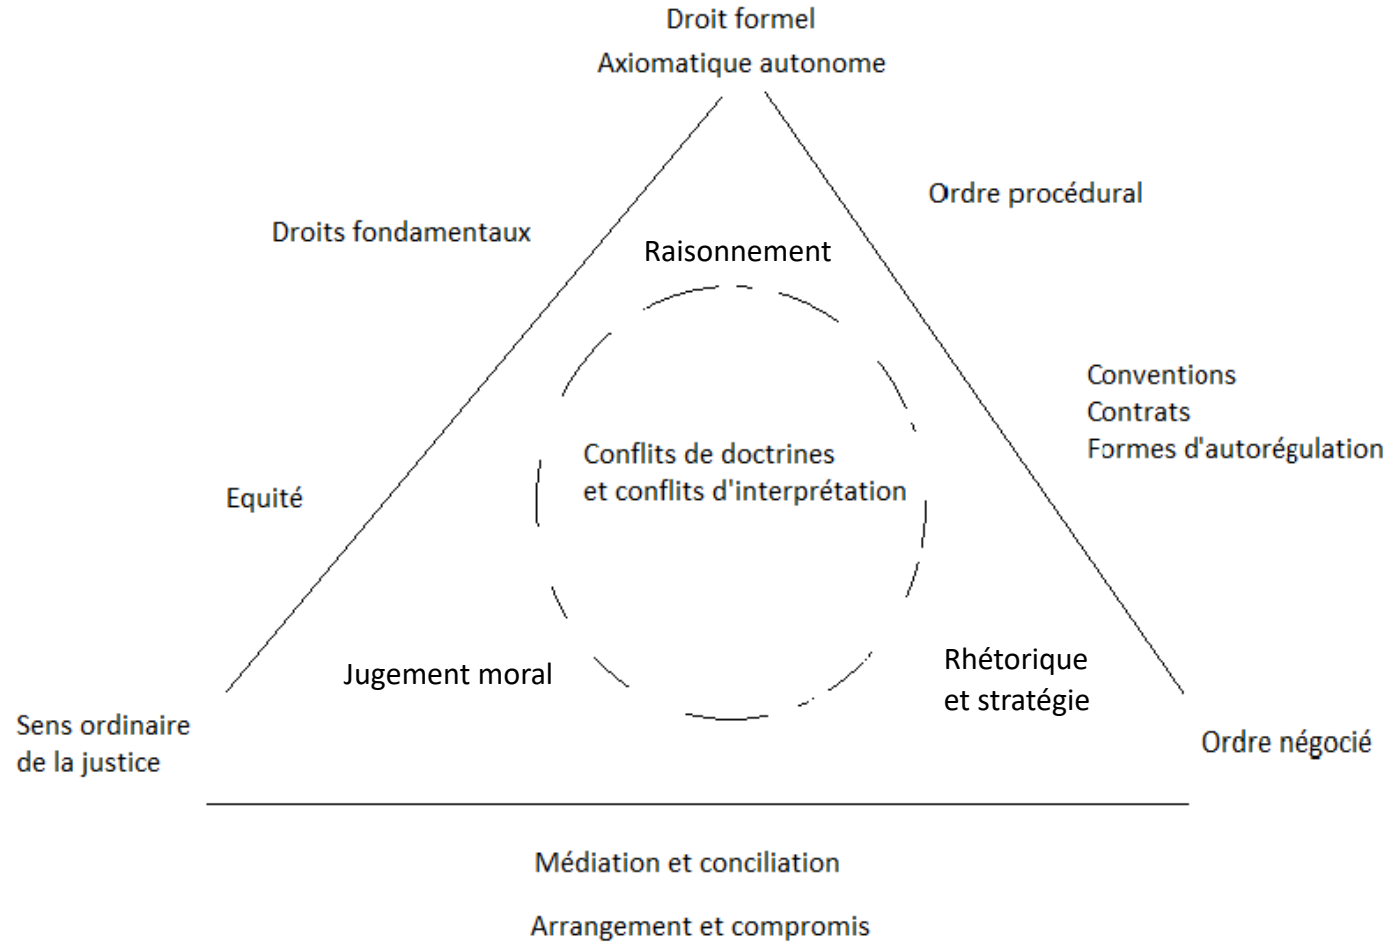 Droit formel
Axiomatique autonome
Ordre procédural
Droits fondamentaux
Raisonnement
Conventions
Contrats
Formes d'autorégulation
Conflits de doctrines
et conflits d'interprétation
Equité
Jugement moral
Rhétorique
et stratégie
Sens ordinaire
de la justice
Ordre négocié
Médiation et conciliation
Arrangement et compromis